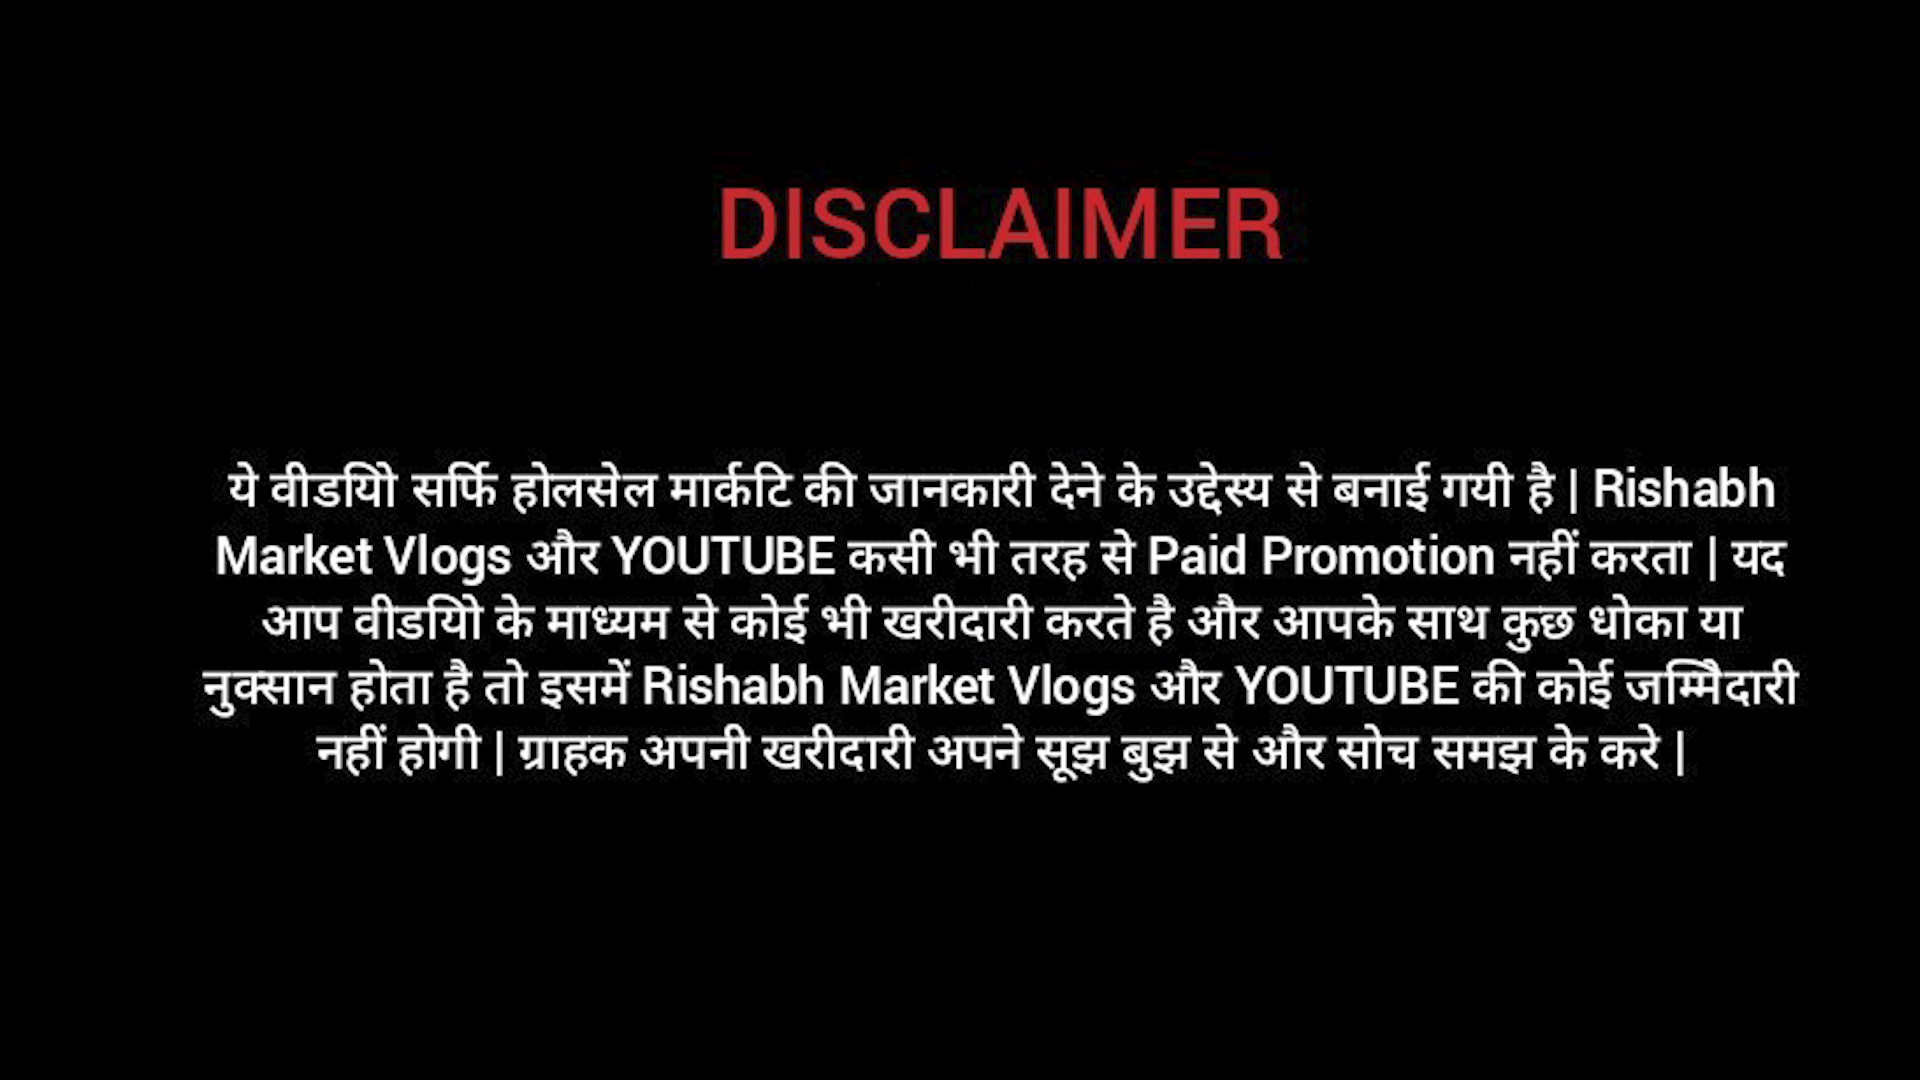 DISCLAIMER
ये वीडयिो सर्फि होलसेल मार्कटि की जानकारी देने के उद्देस्य से बनाई गयी है | Rishabh
Market Vlogs और YOUTUBE कसी भी तरह से Paid Promotion नहीं करता | यद
आप वीडयिो के माध्यम से कोई भी खरीदारी करते है और आपके साथ कुछ धोका या
नुक्सान होता है तो इसमें Rishabh Market Vlogs और YOUTUBE की कोई जम्मिेदारी
नहीं होगी | ग्राहक अपनी खरीदारी अपने सूझ बुझ से और सोच समझ के करे |